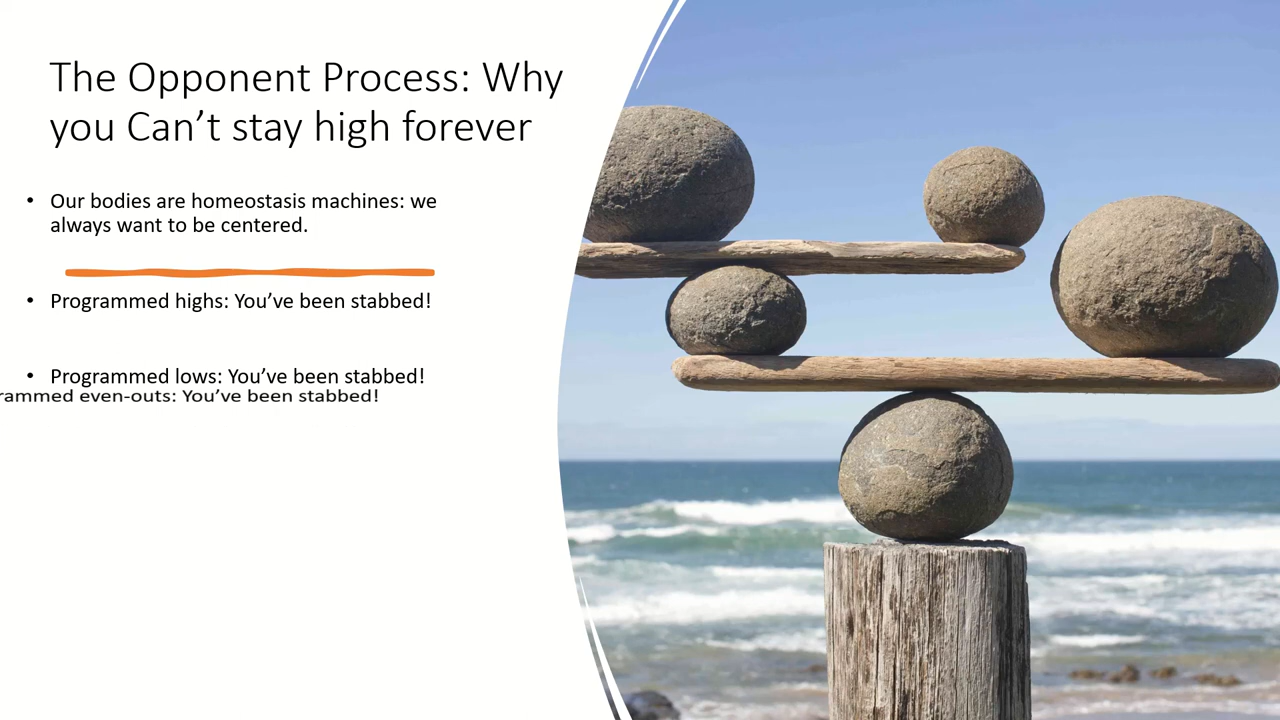 The Opponent Process: Why
you Can’t stay high forever
• Our bodies are homeostasis machines: we
always want to be centered.
• Programmed highs: You’ve been stabbed!
• Programmed lows: You’ve been stabbed!
rammed even-outs: You’ve been stabbed!